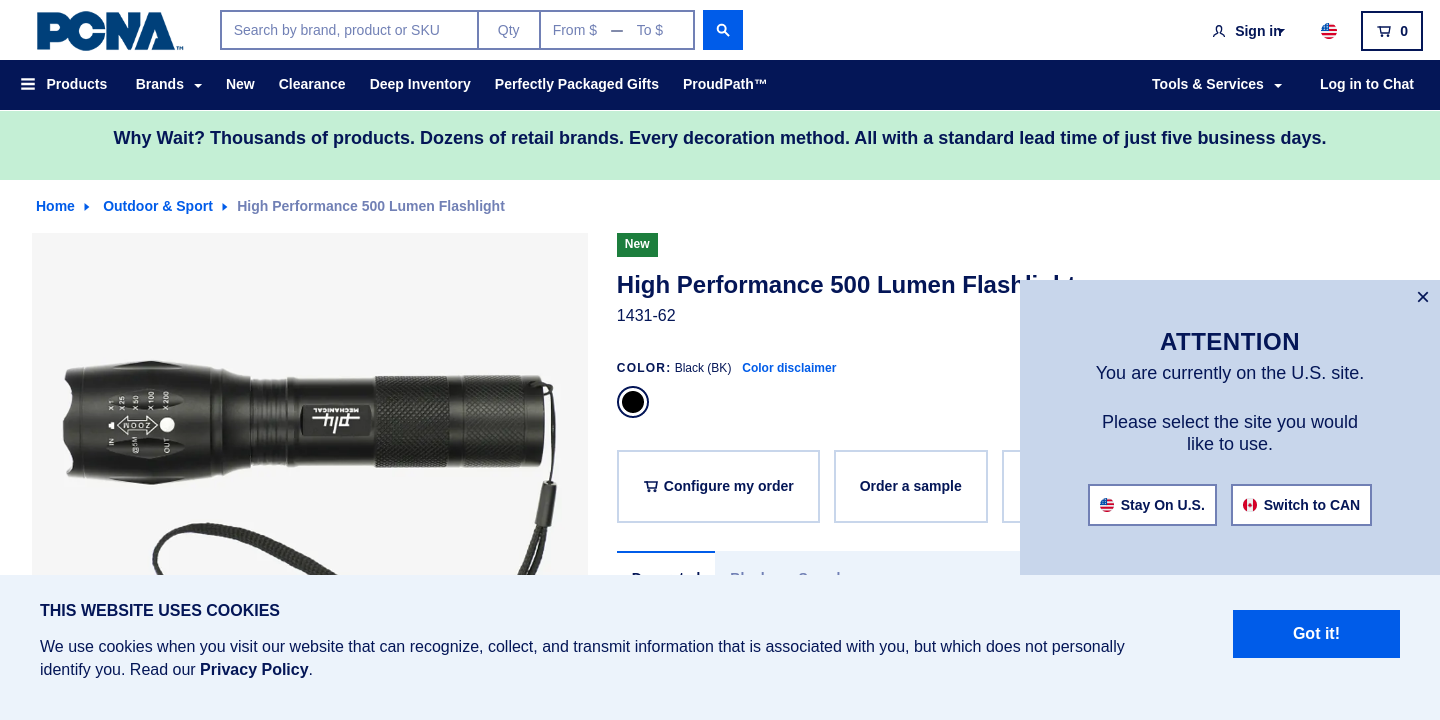 PCNA™
Search by brand, product or SKU Qty From $ — To $
Sign in 0
Products Brands New Clearance Deep Inventory Perfectly Packaged Gifts ProudPath™ Tools & Services Log in to Chat
Why Wait? Thousands of products. Dozens of retail brands. Every decoration method. All with a standard lead time of just five business days.
Home Outdoor & Sport High Performance 500 Lumen Flashlight
New
High Performance 500 Lumen Flashlight
1431-62
COLOR: Black (BK) Color disclaimer
X 1 X 25 X 50 X 100 X 200
ZOOM
IN @5M OUT
MECHANICAL
Configure my order
Order a sample
×
ATTENTION
You are currently on the U.S. site.
Please select the site you would
like to use.
Stay On U.S. Switch to CAN
THIS WEBSITE USES COOKIES
We use cookies when you visit our website that can recognize, collect, and transmit information that is associated with you, but which does not personally
identify you. Read our Privacy Policy.
Got it!